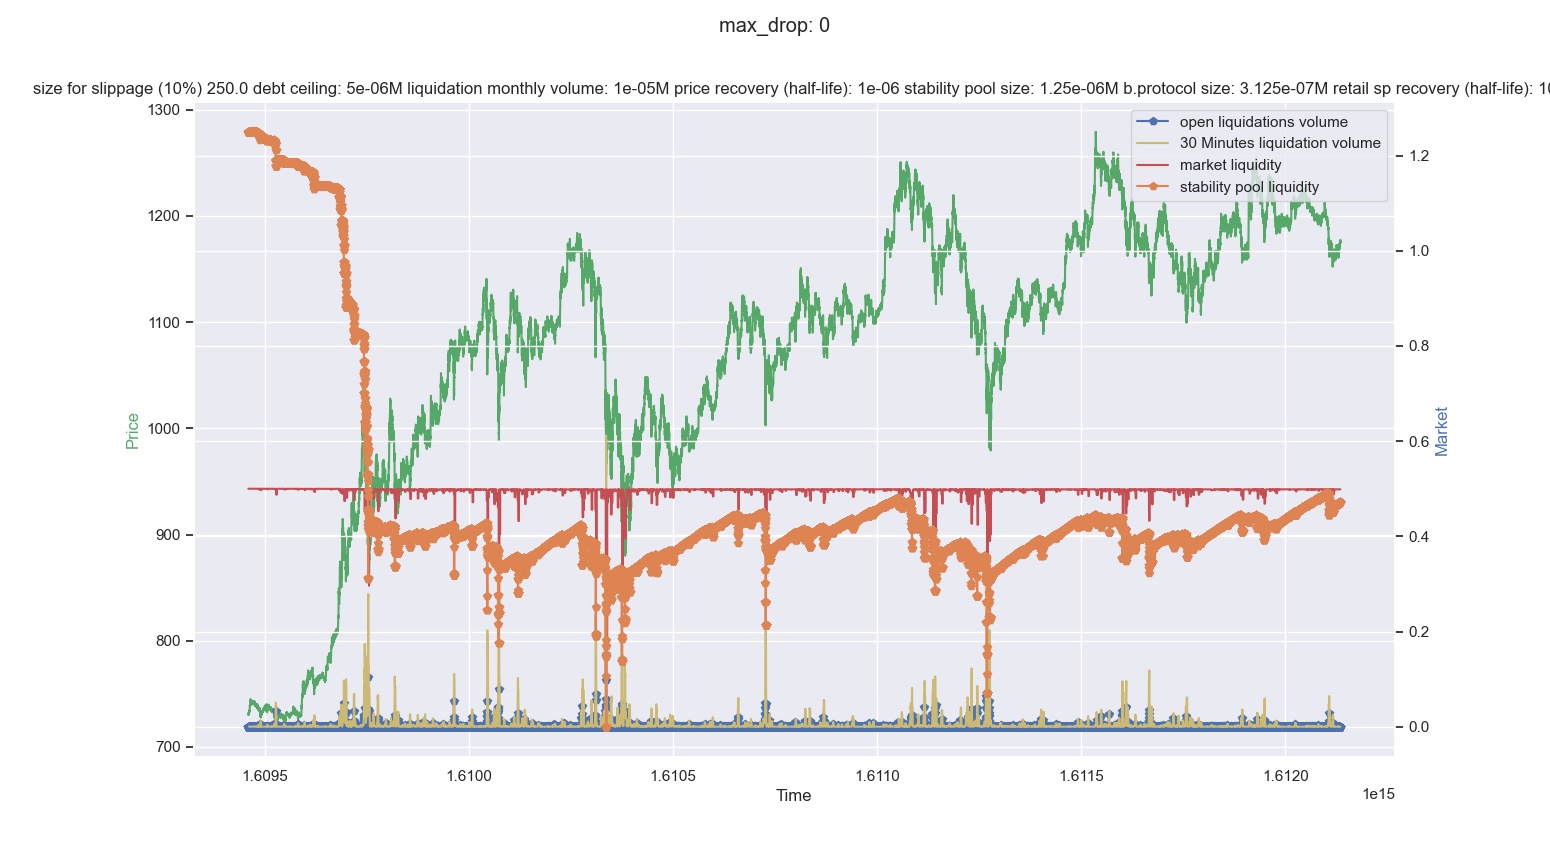 max_drop: 0
size for slippage (10%) 250.0 debt ceiling: 5e-06M liquidation monthly volume: 1e-05M price recovery (half-life): 1e-06 stability pool size: 1.25e-06M b.protocol size: 3.125e-07M retail sp recovery (half-life): 10
1300
1200
1100
1000
900
800
700
Price
open liquidations volume
30 Minutes liquidation volume
market liquidity
stability pool liquidity
1.2
1.0
0.8
0.6
0.4
0.2
0.0
Market
1.6095
1.6100
1.6105
1.6110
1.6115
1.6120
Time
1e15